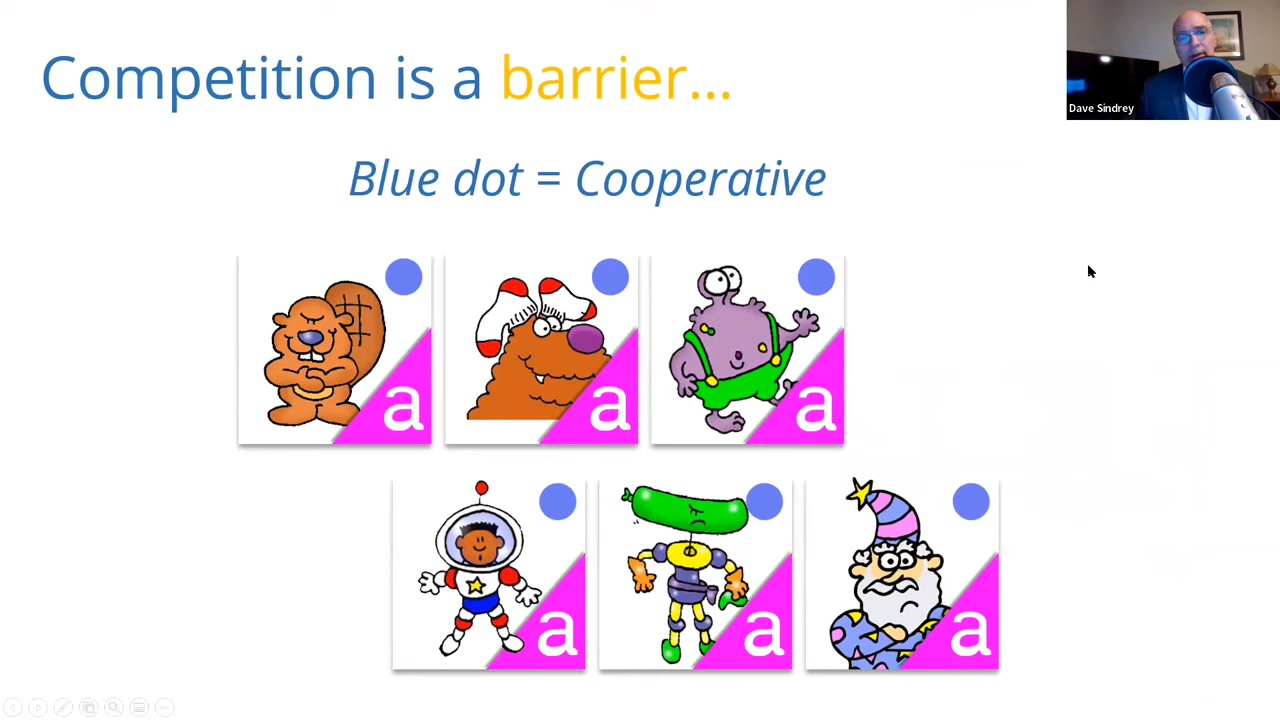 Competition is a barrier...
Dave Sindrey
Blue dot = Cooperative
a a a
a a a